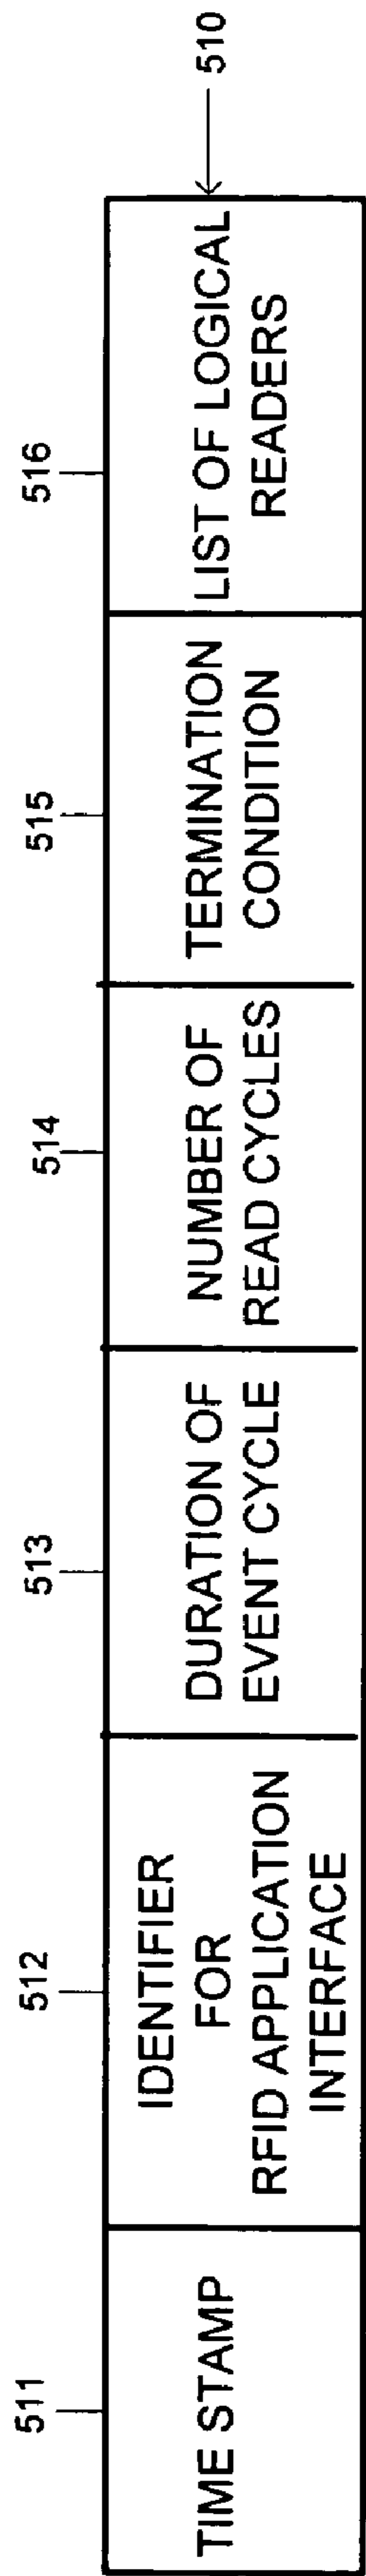 511
512
513
514
515
516
TIME STAMP
IDENTIFIER
FOR
RFID APPLICATION
INTERFACE
DURATION OF
EVENT CYCLE
NUMBER OF
READ CYCLES
TERMINATION
CONDITION
LIST OF LOGICAL
READERS
510